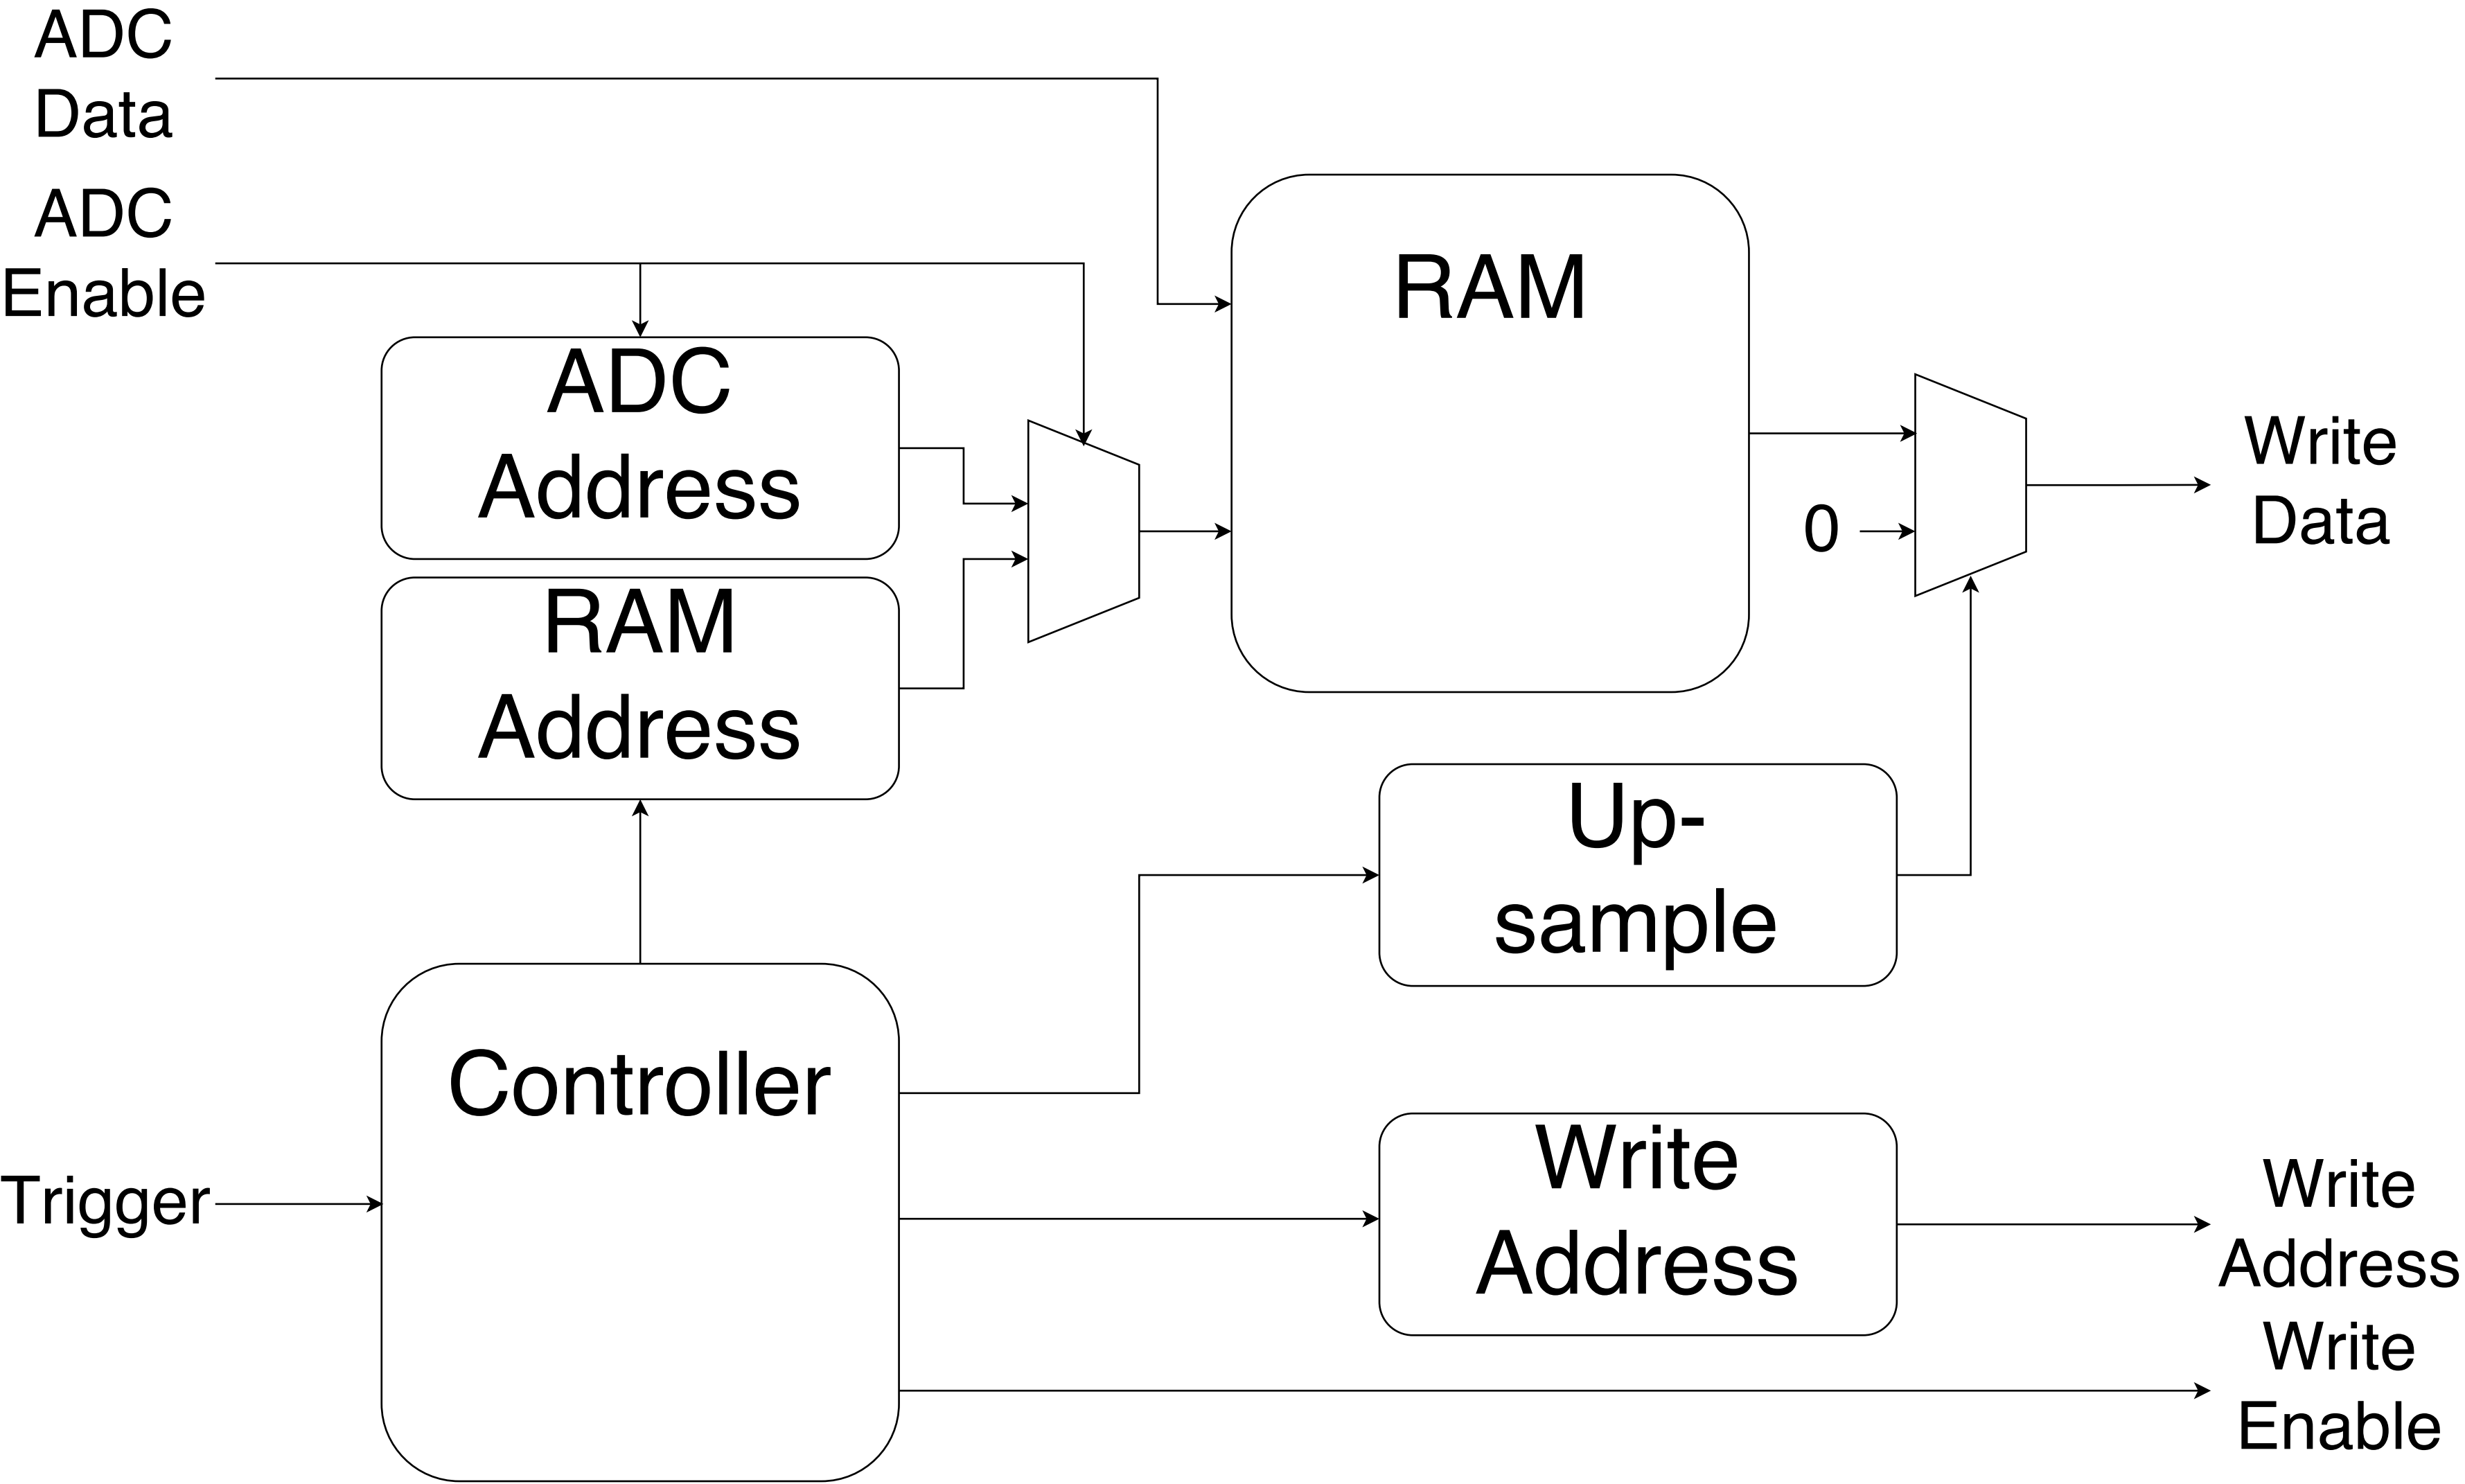 ADC
Data
ADC
Enable
ADC
Address
RAM
Address
RAM
0
Write
Data
Up-
sample
Controller
Trigger
Write
Address
Write
Address
Write
Enable